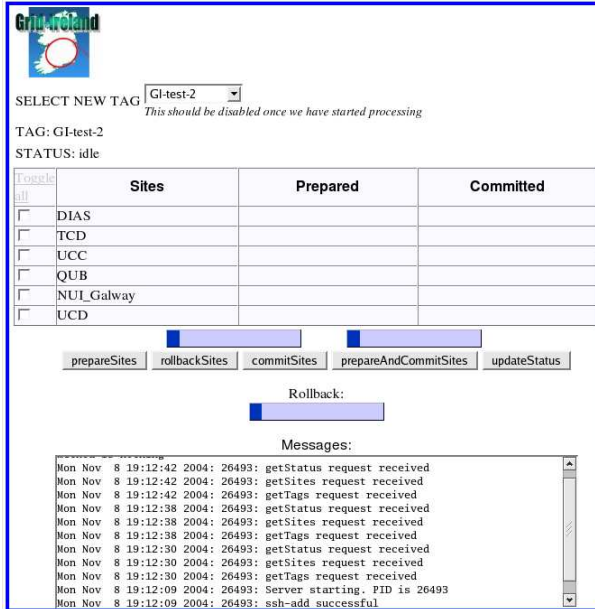 Grid-Ireland
SELECT NEW TAG GI-test-2
This should be disabled once we have started processing
TAG: GI-test-2
STATUS: idle
Toggle all Sites Prepared Committed
DIAS
TCD
UCC
QUB
NUI_Galway
UCD
prepareSites rollbackSites commitSites prepareAndCommitSites updateStatus
Rollback:
Messages:
Mon Nov 8 19:12:42 2004: 26493: getStatus request received
Mon Nov 8 19:12:42 2004: 26493: getSites request received
Mon Nov 8 19:12:42 2004: 26493: getTags request received
Mon Nov 8 19:12:38 2004: 26493: getStatus request received
Mon Nov 8 19:12:38 2004: 26493: getSites request received
Mon Nov 8 19:12:38 2004: 26493: getTags request received
Mon Nov 8 19:12:30 2004: 26493: getStatus request received
Mon Nov 8 19:12:30 2004: 26493: getSites request received
Mon Nov 8 19:12:30 2004: 26493: getTags request received
Mon Nov 8 19:12:09 2004: 26493: Server starting. PID is 26493
Mon Nov 8 19:12:09 2004: 26493: ssh-add successful